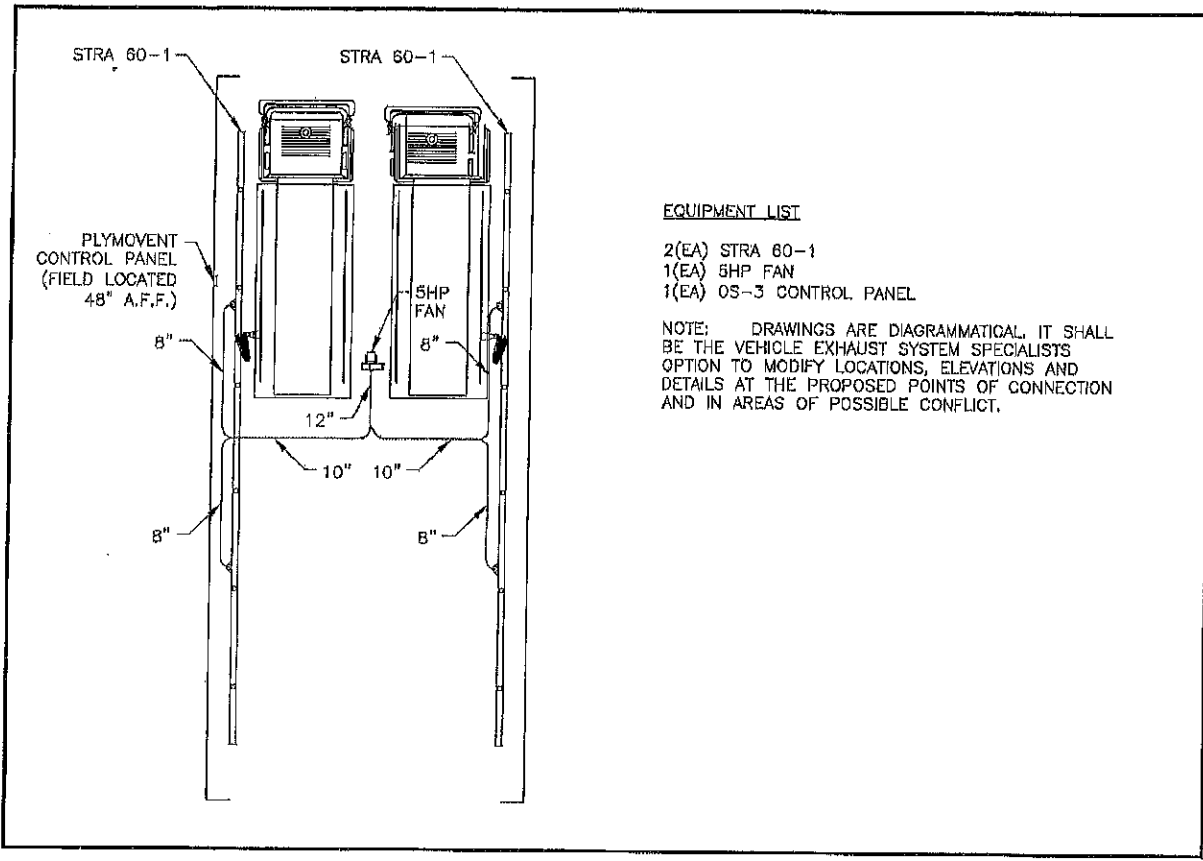 STRA 60-1
STRA 60-1
PLYMOVENT
CONTROL PANEL
(FIELD LOCATED
48" A.F.F.)
8"
5HP
FAN
8"
12"
10"
10"
8"
8"
EQUIPMENT LIST
2(EA) STRA 60-1
1(EA) 5HP FAN
1(EA) OS-3 CONTROL PANEL
NOTE: DRAWINGS ARE DIAGRAMMATICAL. IT SHALL
BE THE VEHICLE EXHAUST SYSTEM SPECIALISTS
OPTION TO MODIFY LOCATIONS, ELEVATIONS AND
DETAILS AT THE PROPOSED POINTS OF CONNECTION
AND IN AREAS OF POSSIBLE CONFLICT.